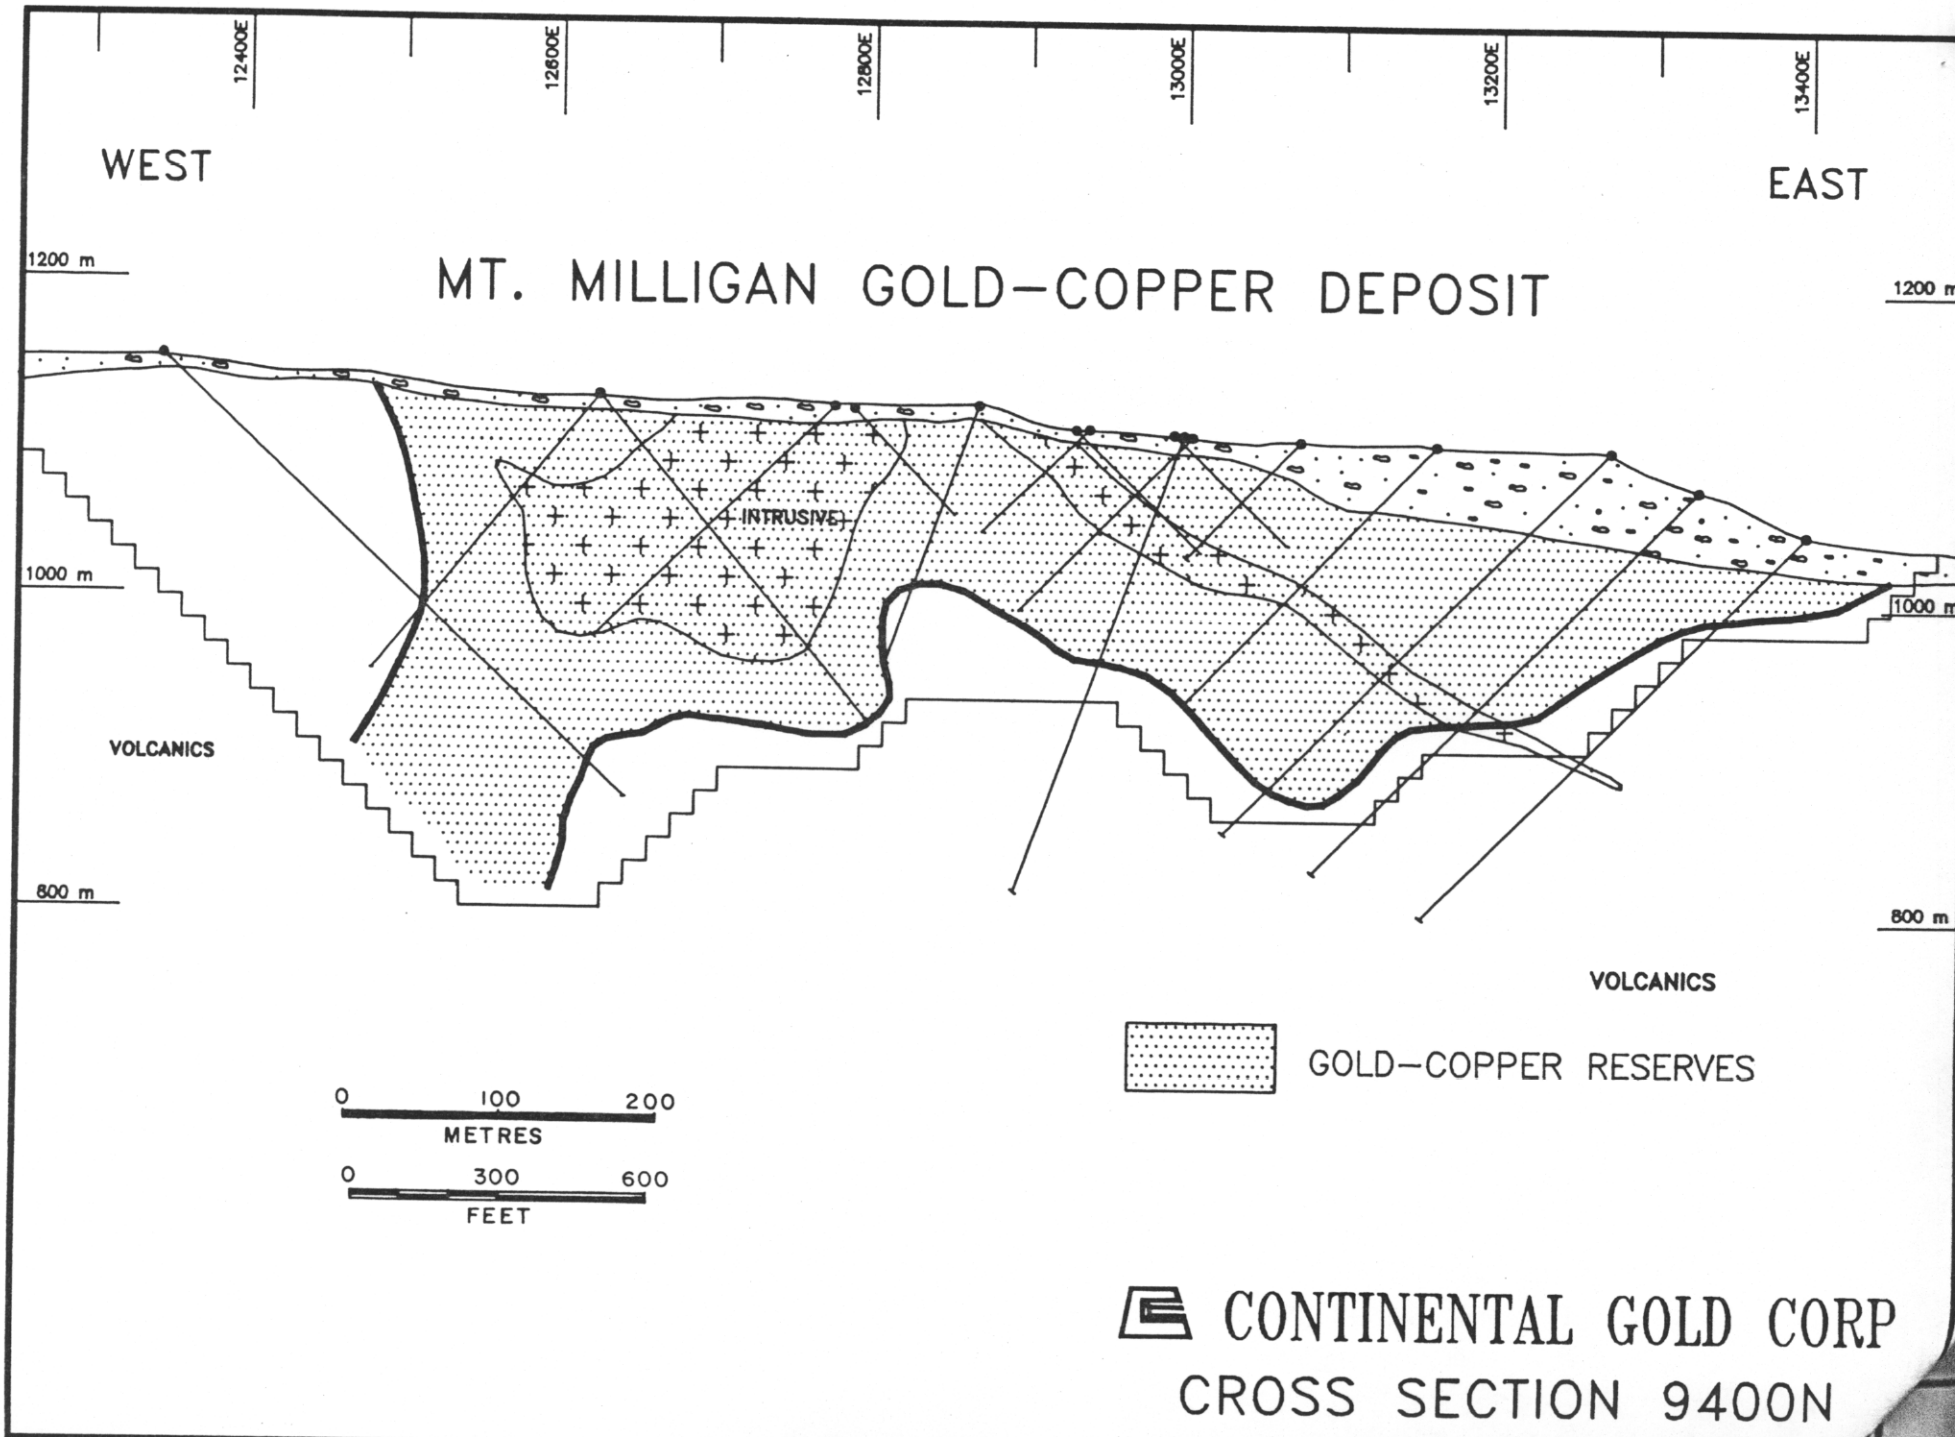 12400E
12600E
12800E
13000E
13200E
13400E
WEST
EAST
1200 m
1200 m
MT. MILLIGAN GOLD-COPPER DEPOSIT
INTRUSIVE
1000 m
1000 m
VOLCANICS
800 m
800 m
VOLCANICS
GOLD-COPPER RESERVES
0 100 200
METRES
0 300 600
FEET
CONTINENTAL GOLD CORP
CROSS SECTION 9400N